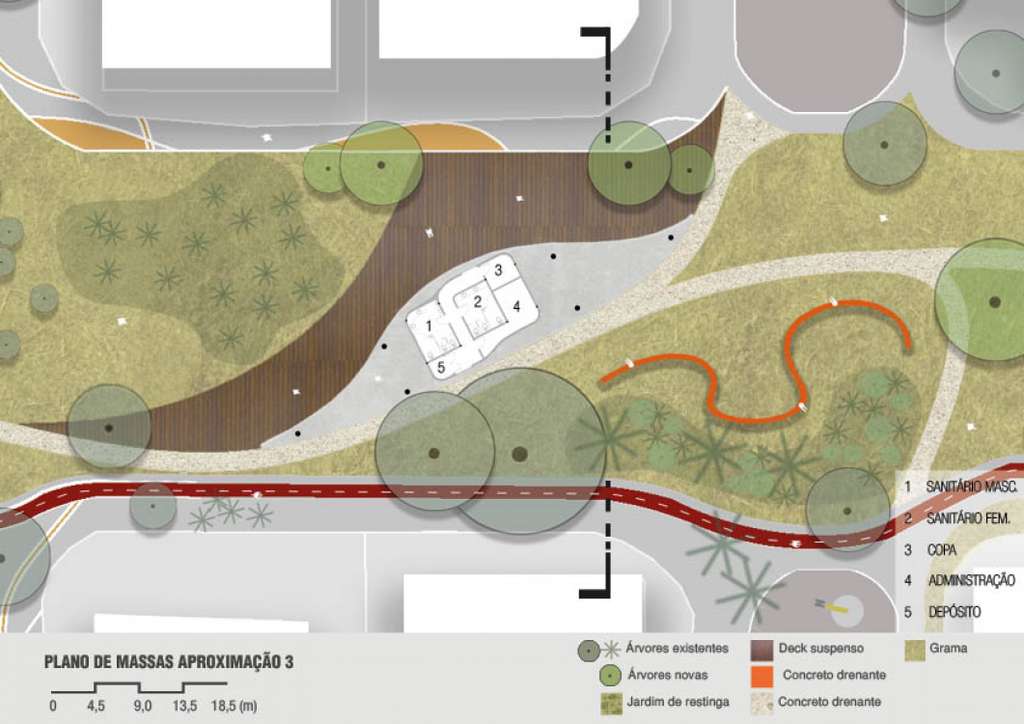 3
2
4
1
5
1 SANITÁRIO MASC.
2 SANITÁRIO FEM.
3 COPA
4 ADMINISTRAÇÃO
5 DEPÓSITO
PLANO DE MASSAS APROXIMAÇÃO 3
0 4,5 9,0 13,5 18,5 (m)
Árvores existentes Deck suspenso Grama
Árvores novas Concreto drenante
Jardim de restinga Concreto drenante